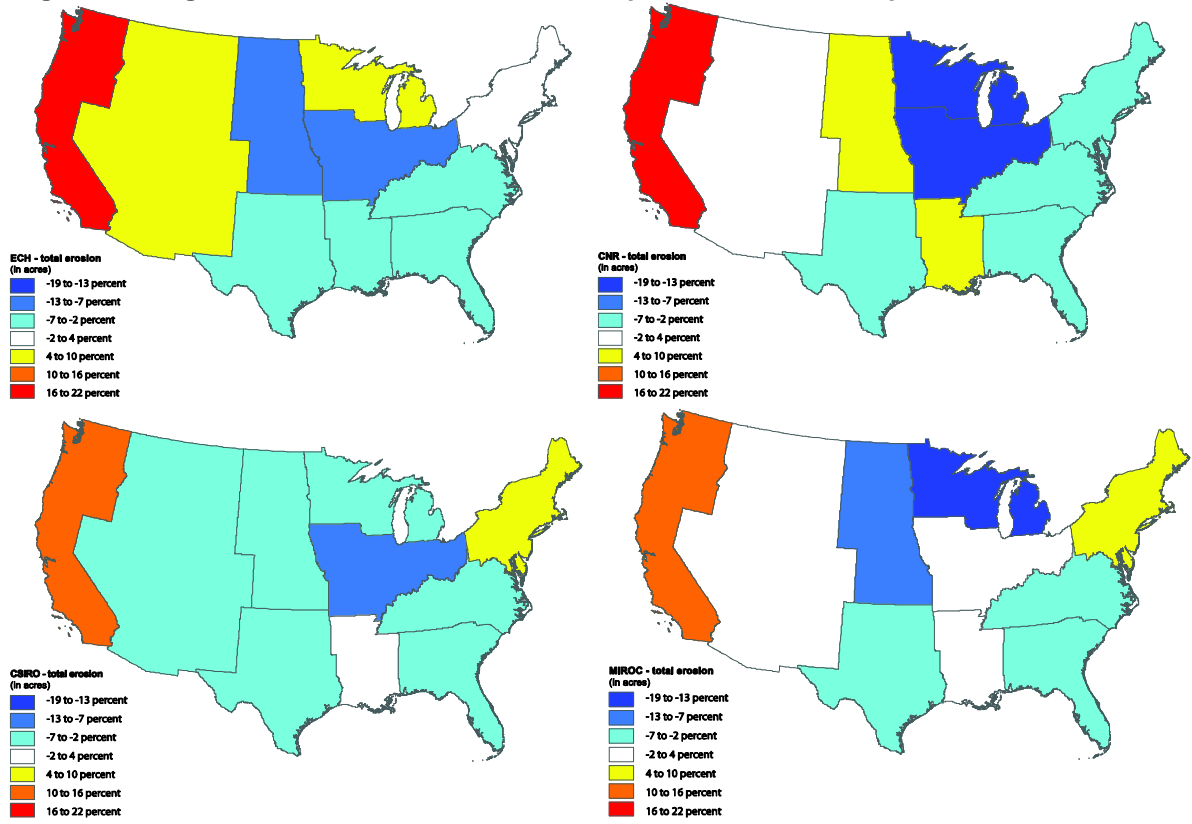 ECH - total erosion
(in acres)
-19 to -13 percent
-13 to -7 percent
-7 to -2 percent
-2 to 4 percent
4 to 10 percent
10 to 16 percent
16 to 22 percent
CNR - total erosion
(in acres)
-19 to -13 percent
-13 to -7 percent
-7 to -2 percent
-2 to 4 percent
4 to 10 percent
10 to 16 percent
16 to 22 percent
CSIRO - total erosion
(in acres)
-19 to -13 percent
-13 to -7 percent
-7 to -2 percent
-2 to 4 percent
4 to 10 percent
10 to 16 percent
16 to 22 percent
MIROC - total erosion
(in acres)
-19 to -13 percent
-13 to -7 percent
-7 to -2 percent
-2 to 4 percent
4 to 10 percent
10 to 16 percent
16 to 22 percent